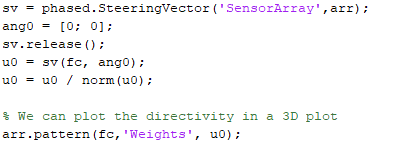 sv = phased.SteeringVector('SensorArray',arr);
ang0 = [0; 0];
sv.release();
u0 = sv(fc, ang0);
u0 = u0 / norm(u0);
% We can plot the directivity in a 3D plot
arr.pattern(fc,'Weights', u0);